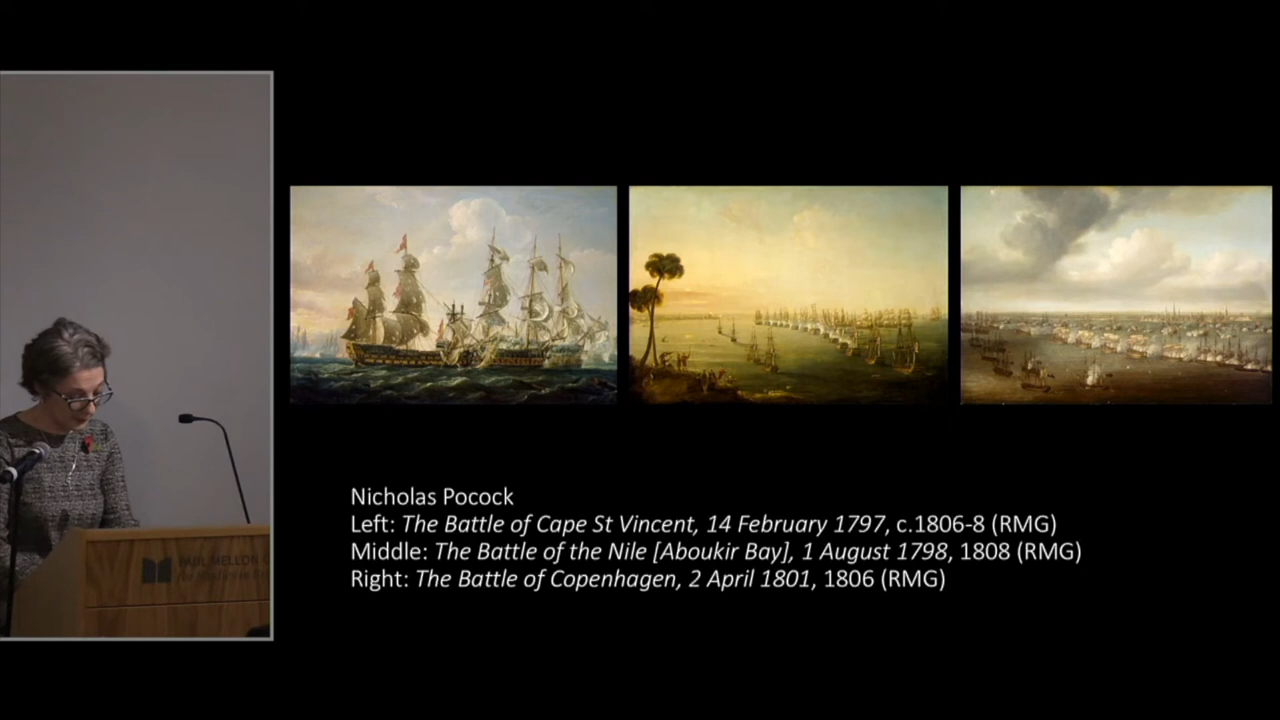 Nicholas Pocock
Left: The Battle of Cape St Vincent, 14 February 1797, c.1806-8 (RMG)
Middle: The Battle of the Nile [Aboukir Bay], 1 August 1798, 1808 (RMG)
Right: The Battle of Copenhagen, 2 April 1801, 1806 (RMG)
PAUL MELLON